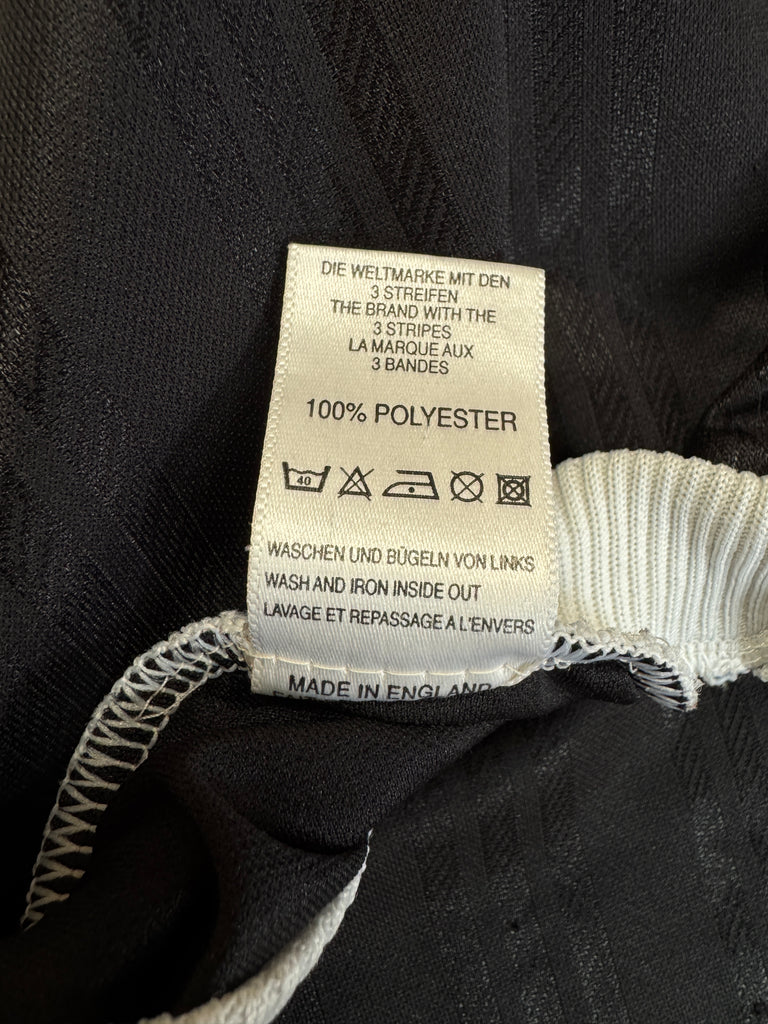 DIE WELTMARKE MIT DEN
3 STREIFEN
THE BRAND WITH THE
3 STRIPES
LA MARQUE AUX
3 BANDES
100% POLYESTER
40
WASCHEN UND BÜGELN VON LINKS
WASH AND IRON INSIDE OUT
LAVAGE ET REPASSAGE A L'ENVERS
MADE IN ENGLAND